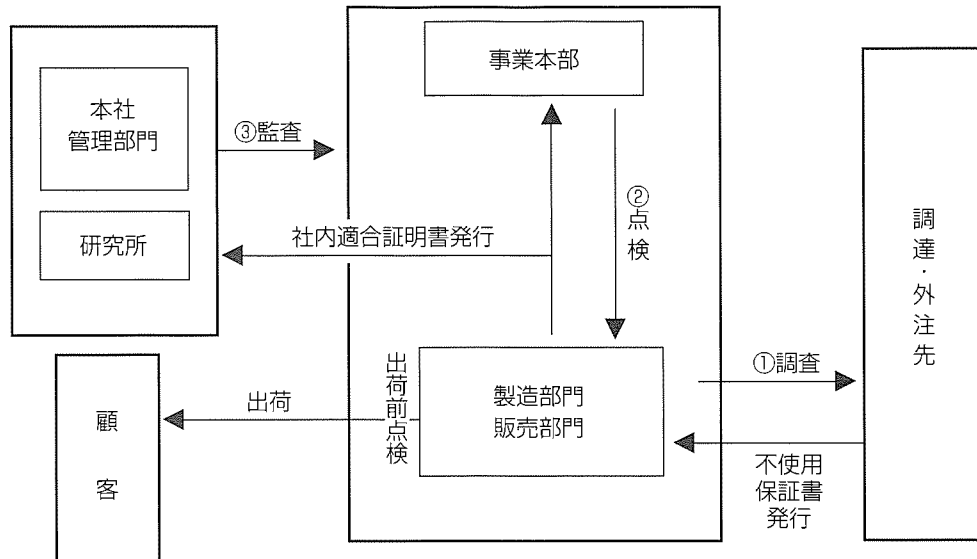 本社
管理部門
研究所
③監査
社内適合証明書発行
事業本部
②点検
製造部門
販売部門
出荷前点検
出荷
顧客
①調査
不使用
保証書
発行
調達・外注先